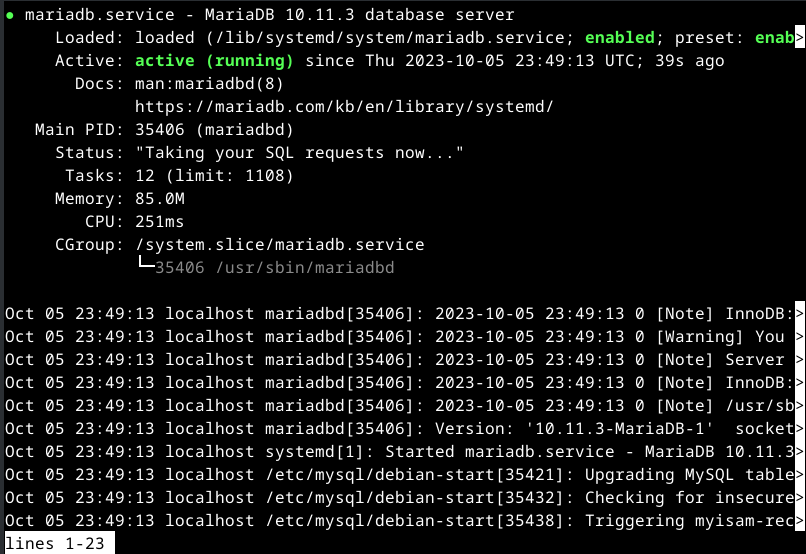 ● mariadb.service - MariaDB 10.11.3 database server
Loaded: loaded (/lib/systemd/system/mariadb.service; enabled; preset: enab>
Active: active (running) since Thu 2023-10-05 23:49:13 UTC; 39s ago
Docs: man:mariadbd(8)
https://mariadb.com/kb/en/library/systemd/
Main PID: 35406 (mariadbd)
Status: "Taking your SQL requests now..."
Tasks: 12 (limit: 1108)
Memory: 85.0M
CPU: 251ms
CGroup: /system.slice/mariadb.service
└─35406 /usr/sbin/mariadbd
Oct 05 23:49:13 localhost mariadbd[35406]: 2023-10-05 23:49:13 0 [Note] InnoDB:>
Oct 05 23:49:13 localhost mariadbd[35406]: 2023-10-05 23:49:13 0 [Warning] You >
Oct 05 23:49:13 localhost mariadbd[35406]: 2023-10-05 23:49:13 0 [Note] Server >
Oct 05 23:49:13 localhost mariadbd[35406]: 2023-10-05 23:49:13 0 [Note] InnoDB:>
Oct 05 23:49:13 localhost mariadbd[35406]: 2023-10-05 23:49:13 0 [Note] /usr/sb>
Oct 05 23:49:13 localhost mariadbd[35406]: Version: '10.11.3-MariaDB-1'  socket>
Oct 05 23:49:13 localhost systemd[1]: Started mariadb.service - MariaDB 10.11.3>
Oct 05 23:49:13 localhost /etc/mysql/debian-start[35421]: Upgrading MySQL table>
Oct 05 23:49:13 localhost /etc/mysql/debian-start[35432]: Checking for insecure>
Oct 05 23:49:13 localhost /etc/mysql/debian-start[35438]: Triggering myisam-rec>
lines 1-23